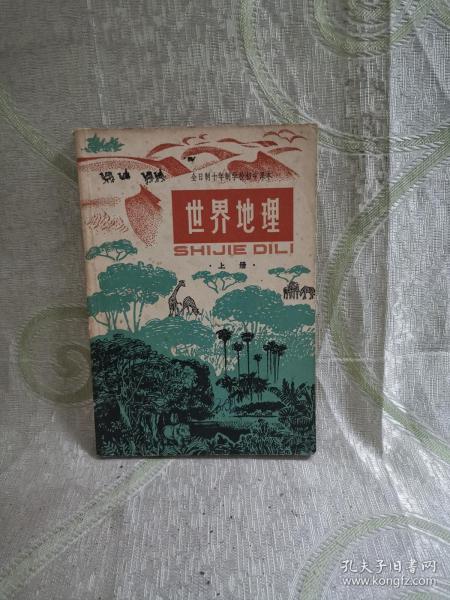 全日制十年制学校初中课本
世界地理
SHIJIE DILI
·上册·
孔夫子旧书网
www.kongfz.com